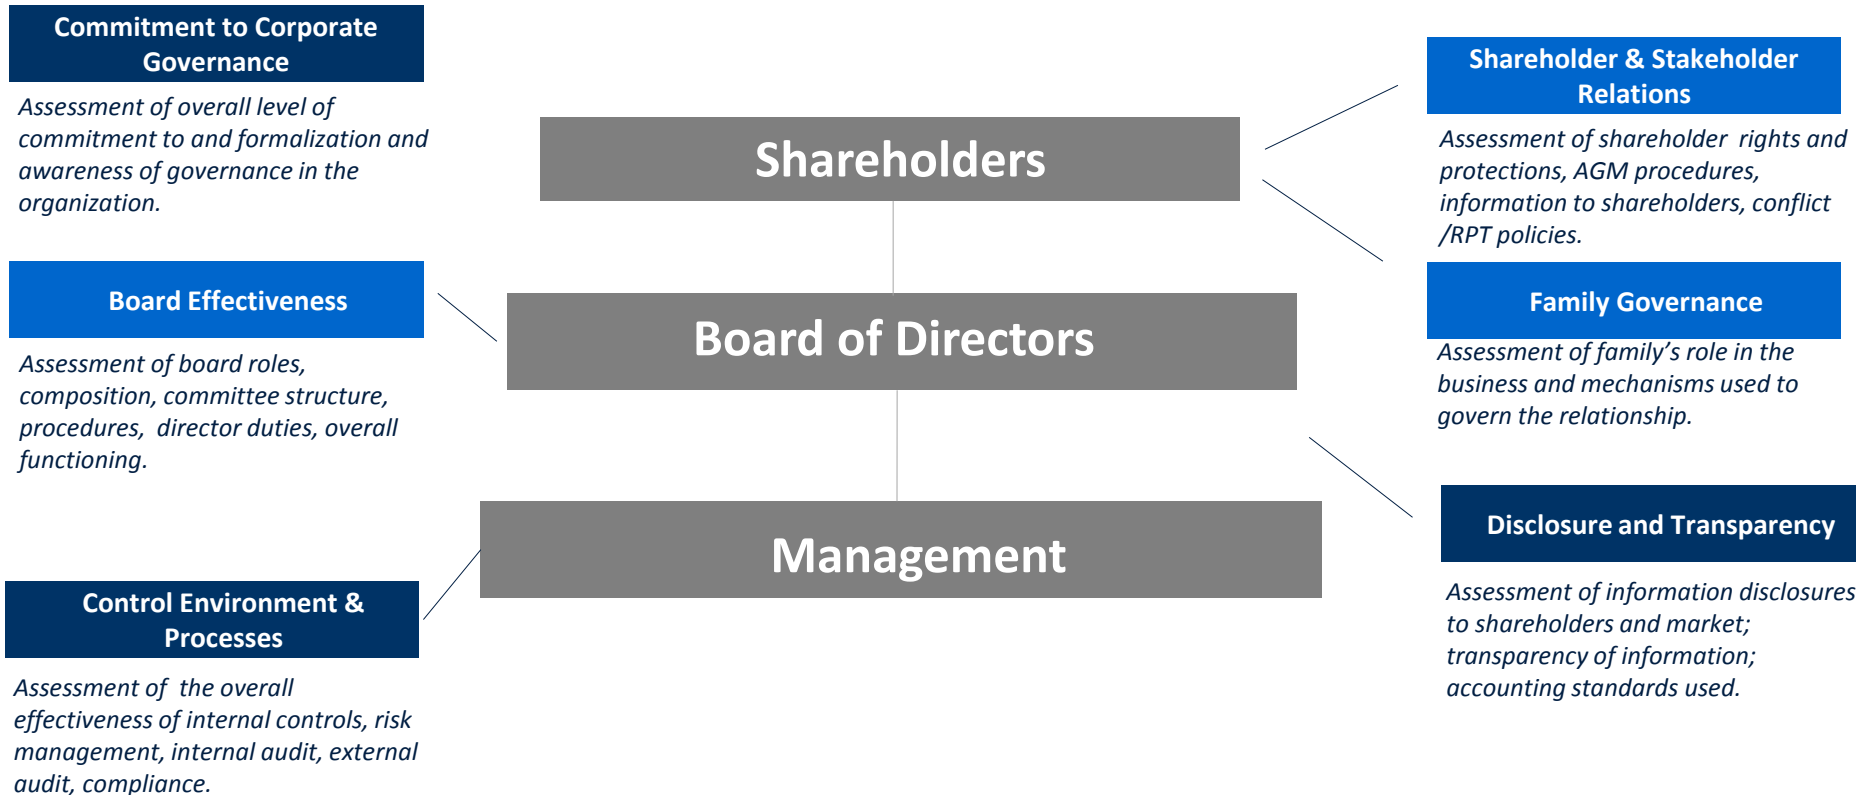 Commitment to Corporate
Governance
Assessment of overall level of
commitment to and formalization and
awareness of governance in the
organization.
Board Effectiveness
Assessment of board roles,
composition, committee structure,
procedures, director duties, overall
functioning.
Control Environment &
Processes
Assessment of the overall
effectiveness of internal controls, risk
management, internal audit, external
audit, compliance.
Shareholders
Board of Directors
Management
Shareholder & Stakeholder
Relations
Assessment of shareholder rights and
protections, AGM procedures,
information to shareholders, conflict
/RPT policies.
Family Governance
Assessment of family’s role in the
business and mechanisms used to
govern the relationship.
Disclosure and Transparency
Assessment of information disclosures
to shareholders and market;
transparency of information;
accounting standards used.